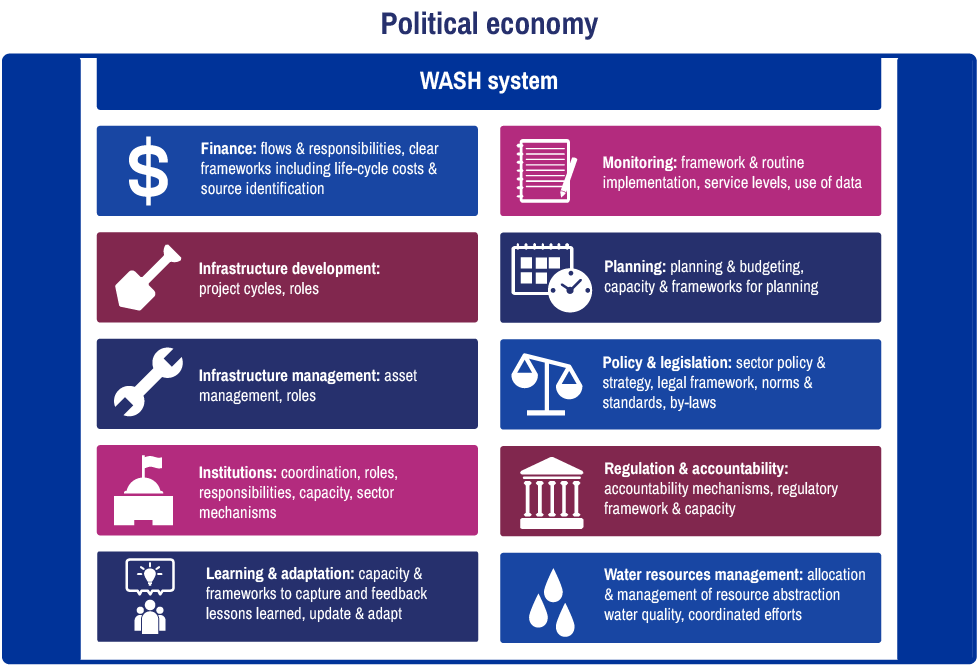 Political economy
WASH system
$
Finance: flows & responsibilities, clear
frameworks including life-cycle costs &
source identification
Monitoring: framework & routine
implementation, service levels, use of data
Infrastructure development:
project cycles, roles
Planning: planning & budgeting,
capacity & frameworks for planning
Infrastructure management: asset
management, roles
Policy & legislation: sector policy &
strategy, legal framework, norms &
standards, by-laws
Institutions: coordination, roles,
responsibilities, capacity, sector
mechanisms
Regulation & accountability:
accountability mechanisms, regulatory
framework & capacity
Learning & adaptation: capacity &
frameworks to capture and feedback
lessons learned, update & adapt
Water resources management: allocation
& management of resource abstraction
water quality, coordinated efforts